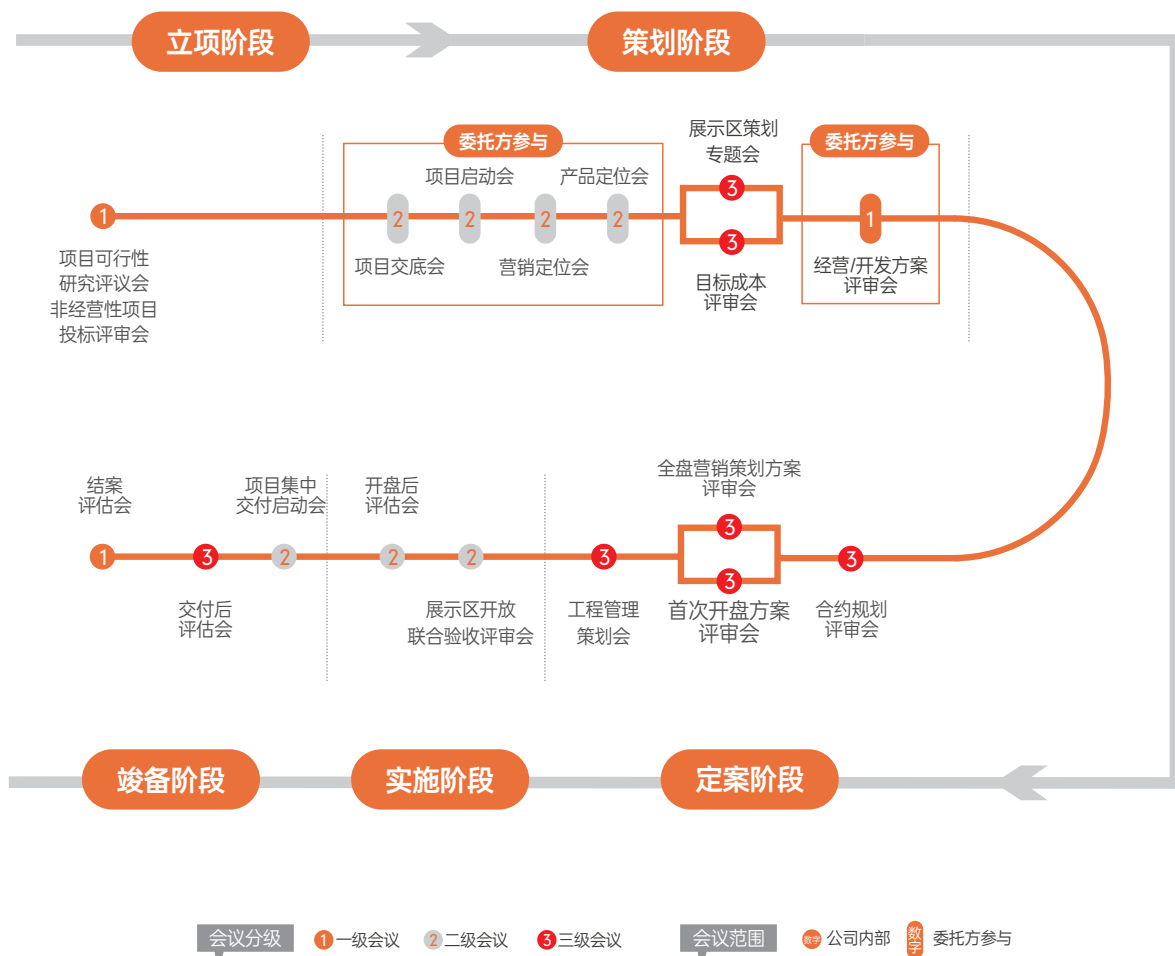 立项阶段
策划阶段
委托方参与
展示区策划
专题会
委托方参与
项目启动会
产品定位会
3
1
2
2
2
2
1
3
项目可行性
研究评议会
非经营性项目
投标评审会
项目交底会
营销定位会
目标成本
评审会
经营/开发方案
评审会
结案
评估会
项目集中
交付启动会
开盘后
评估会
全盘营销策划方案
评审会
3
1
3
2
2
2
3
3
3
交付后
评估会
展示区开放
联合验收评审会
工程管理
策划会
首次开盘方案
评审会
合约规划
评审会
竣备阶段
实施阶段
定案阶段
会议分级
1
一级会议
2
二级会议
3
三级会议
会议范围
数字
公司内部
数字
委托方参与